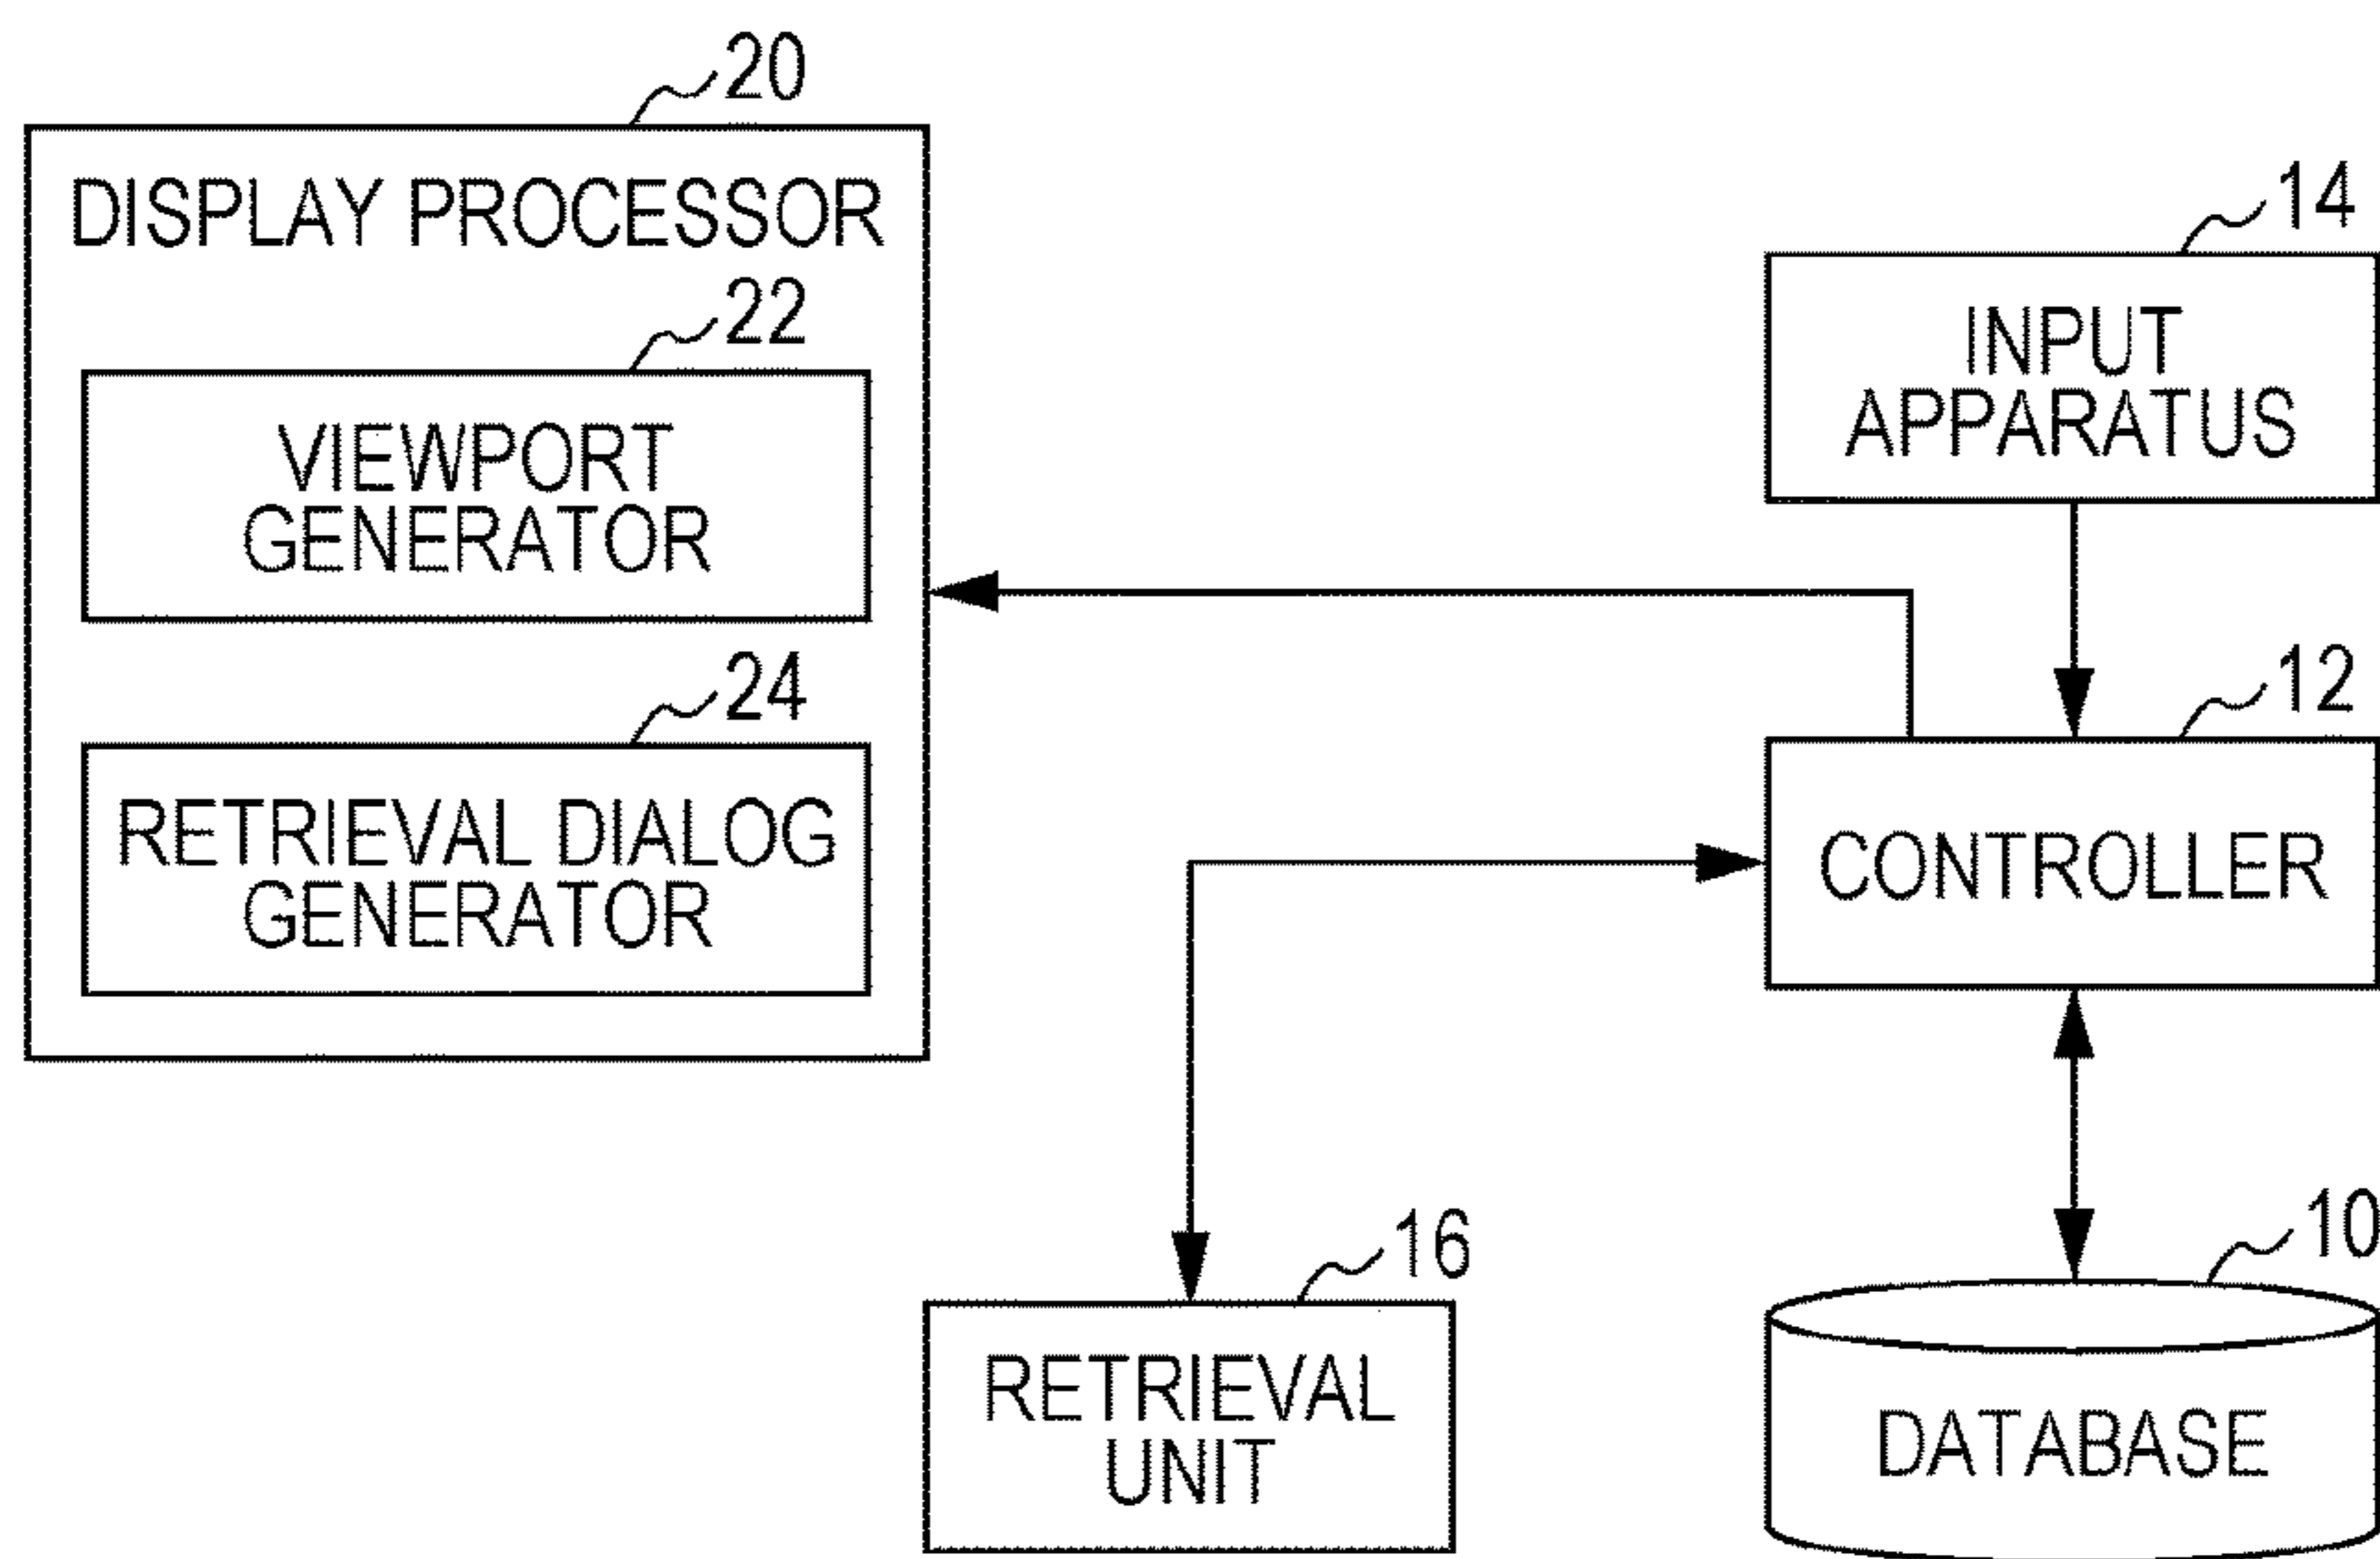 20
DISPLAY PROCESSOR
22
VIEWPORT
GENERATOR
24
RETRIEVAL DIALOG
GENERATOR
14
INPUT
APPARATUS
12
CONTROLLER
16
RETRIEVAL
UNIT
10
DATABASE